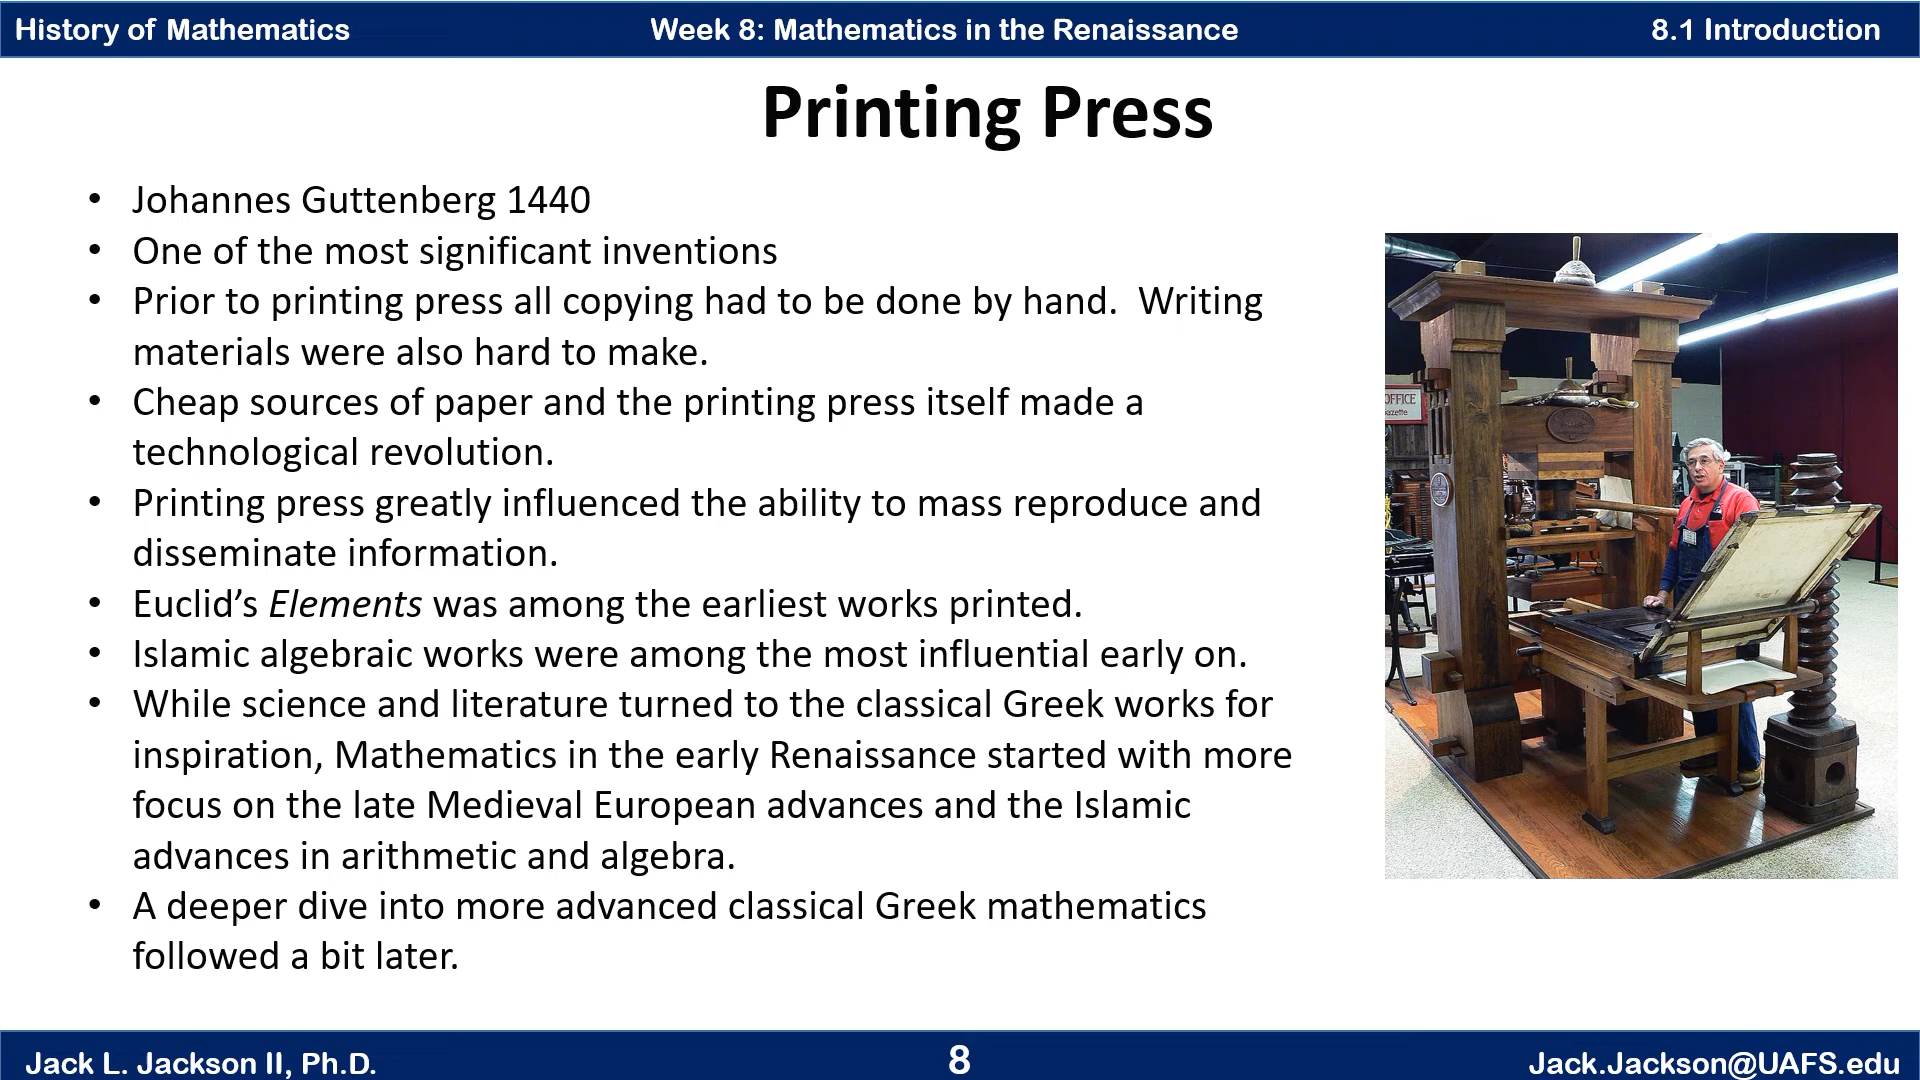 History of Mathematics
Week 8: Mathematics in the Renaissance
8.1 Introduction
Printing Press
• Johannes Guttenberg 1440
• One of the most significant inventions
• Prior to printing press all copying had to be done by hand.  Writing
materials were also hard to make.
• Cheap sources of paper and the printing press itself made a
technological revolution.
• Printing press greatly influenced the ability to mass reproduce and
disseminate information.
• Euclid’s Elements was among the earliest works printed.
• Islamic algebraic works were among the most influential early on.
• While science and literature turned to the classical Greek works for
inspiration, Mathematics in the early Renaissance started with more
focus on the late Medieval European advances and the Islamic
advances in arithmetic and algebra.
• A deeper dive into more advanced classical Greek mathematics
followed a bit later.
OFFICE
Jack L. Jackson II, Ph.D.
8
Jack.Jackson@UAFS.edu